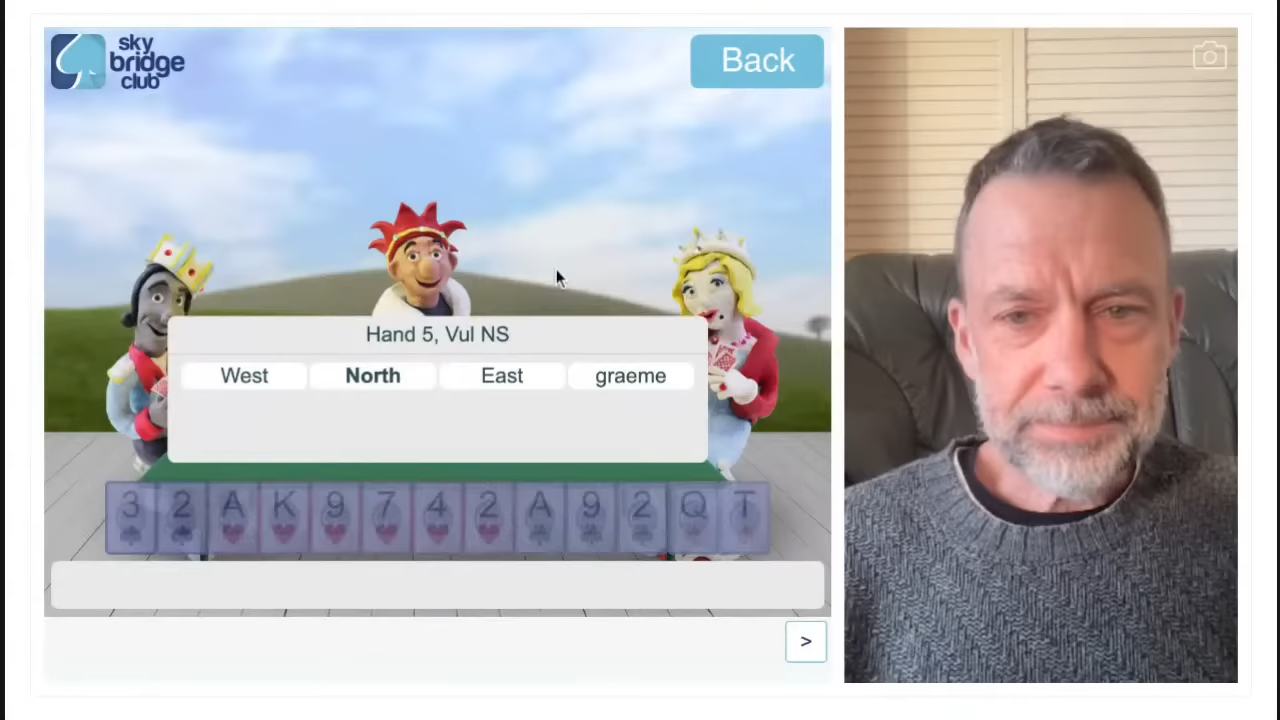 sky
bridge
club
Back
Hand 5, Vul NS
West North East graeme
3 2 A K 9 7 4 2 A 9 2 Q T
>